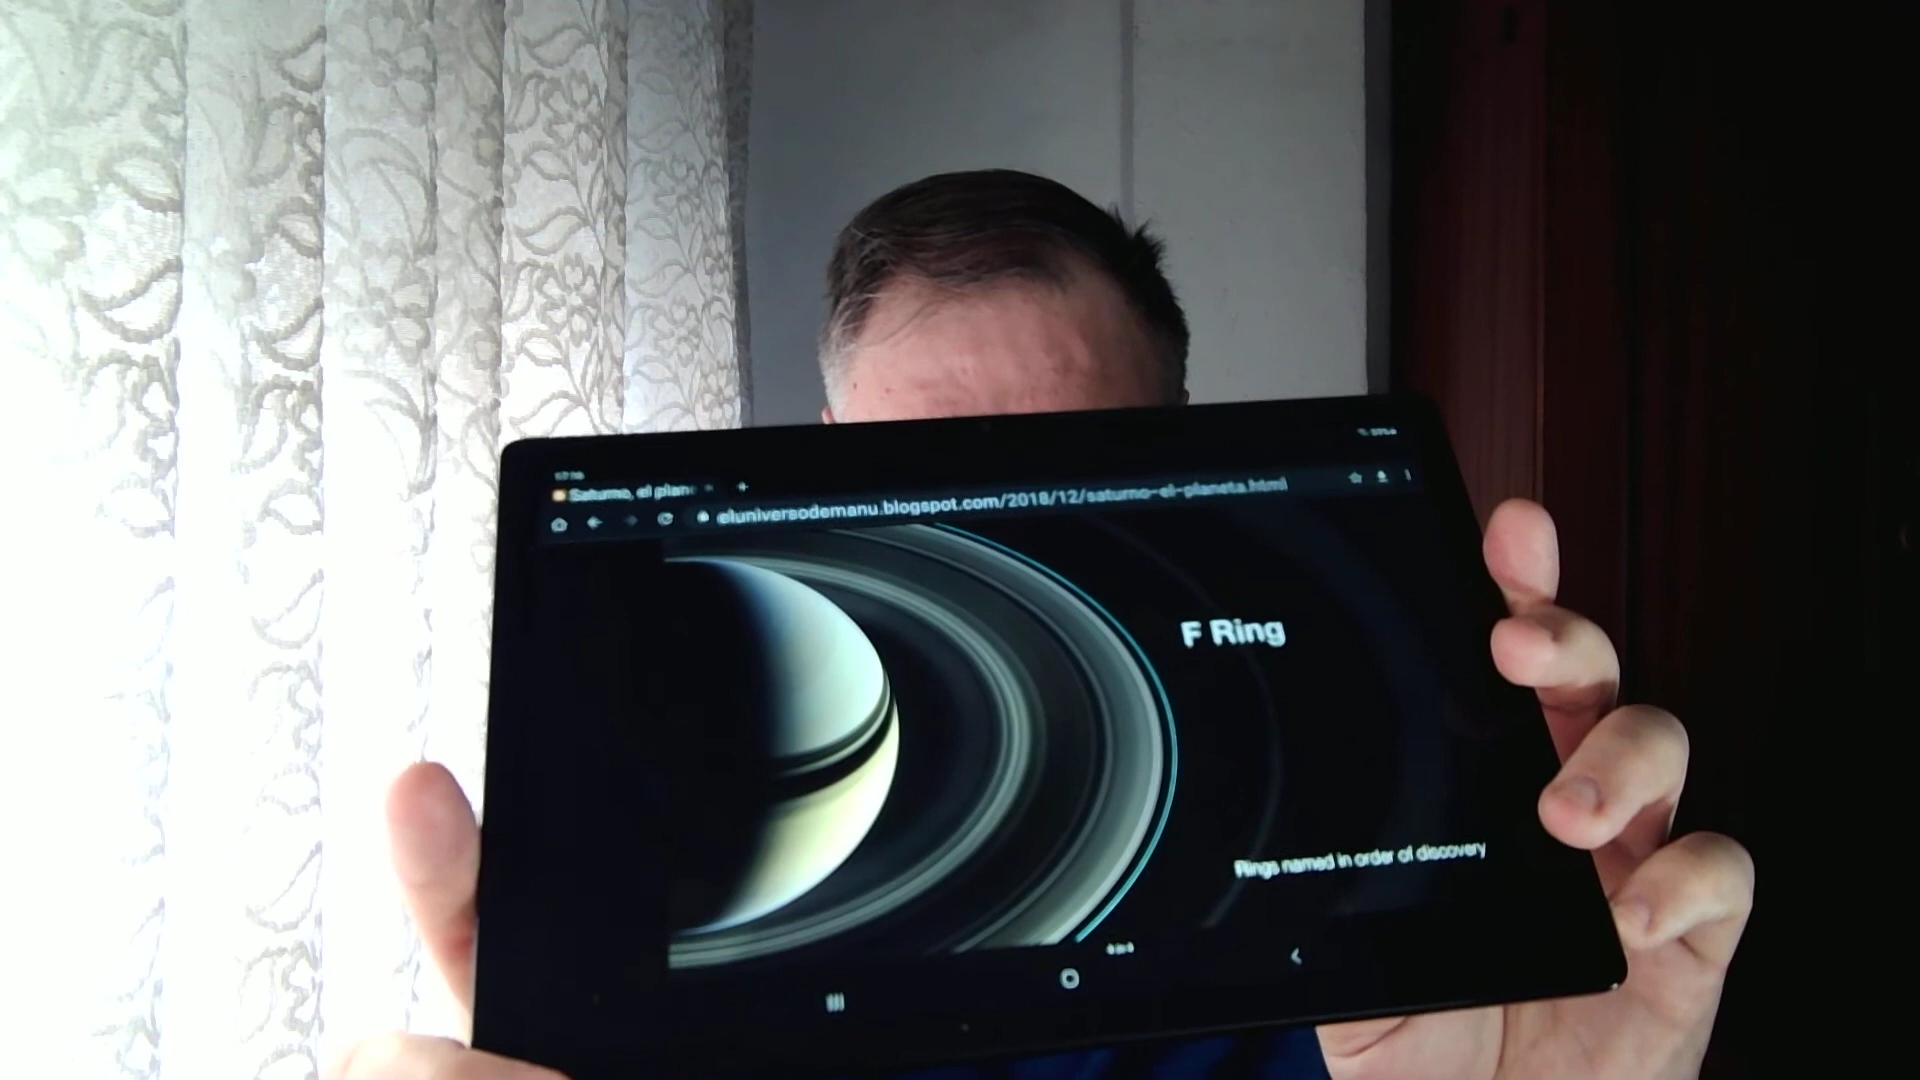 Saturno, el plane
eluniversodemanu.blogspot.com/2018/12/saturno-el-planeta.html
F Ring
Rings named in order of discovery